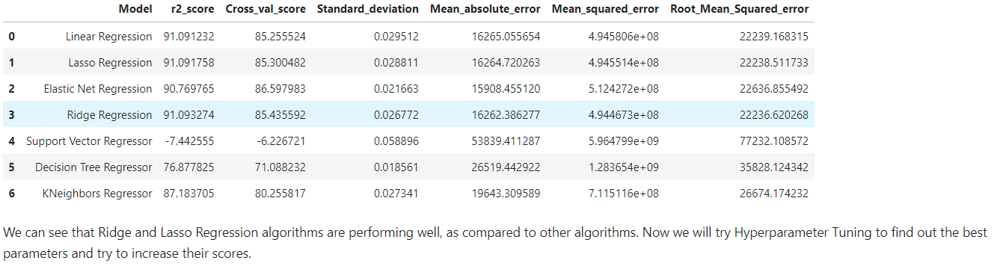 Model r2_score Cross_val_score Standard_deviation Mean_absolute_error Mean_squared_error Root_Mean_Squared_error
0 Linear Regression 91.091232 85.255524 0.029512 16265.055654 4.945806e+08 22239.168315
1 Lasso Regression 91.091758 85.300482 0.028811 16264.720263 4.945514e+08 22238.511733
2 Elastic Net Regression 90.769765 86.597983 0.021663 15908.455120 5.124272e+08 22636.855492
3 Ridge Regression 91.093274 85.435592 0.026772 16262.386277 4.944673e+08 22236.620268
4 Support Vector Regressor -7.442555 -6.226721 0.058896 53839.411287 5.964799e+09 77232.108572
5 Decision Tree Regressor 76.877825 71.088232 0.018561 26519.442922 1.283654e+09 35828.124342
6 KNeighbors Regressor 87.183705 80.255817 0.027341 19643.309589 7.115116e+08 26674.174232
We can see that Ridge and Lasso Regression algorithms are performing well, as compared to other algorithms. Now we will try Hyperparameter Tuning to find out the best
parameters and try to increase their scores.